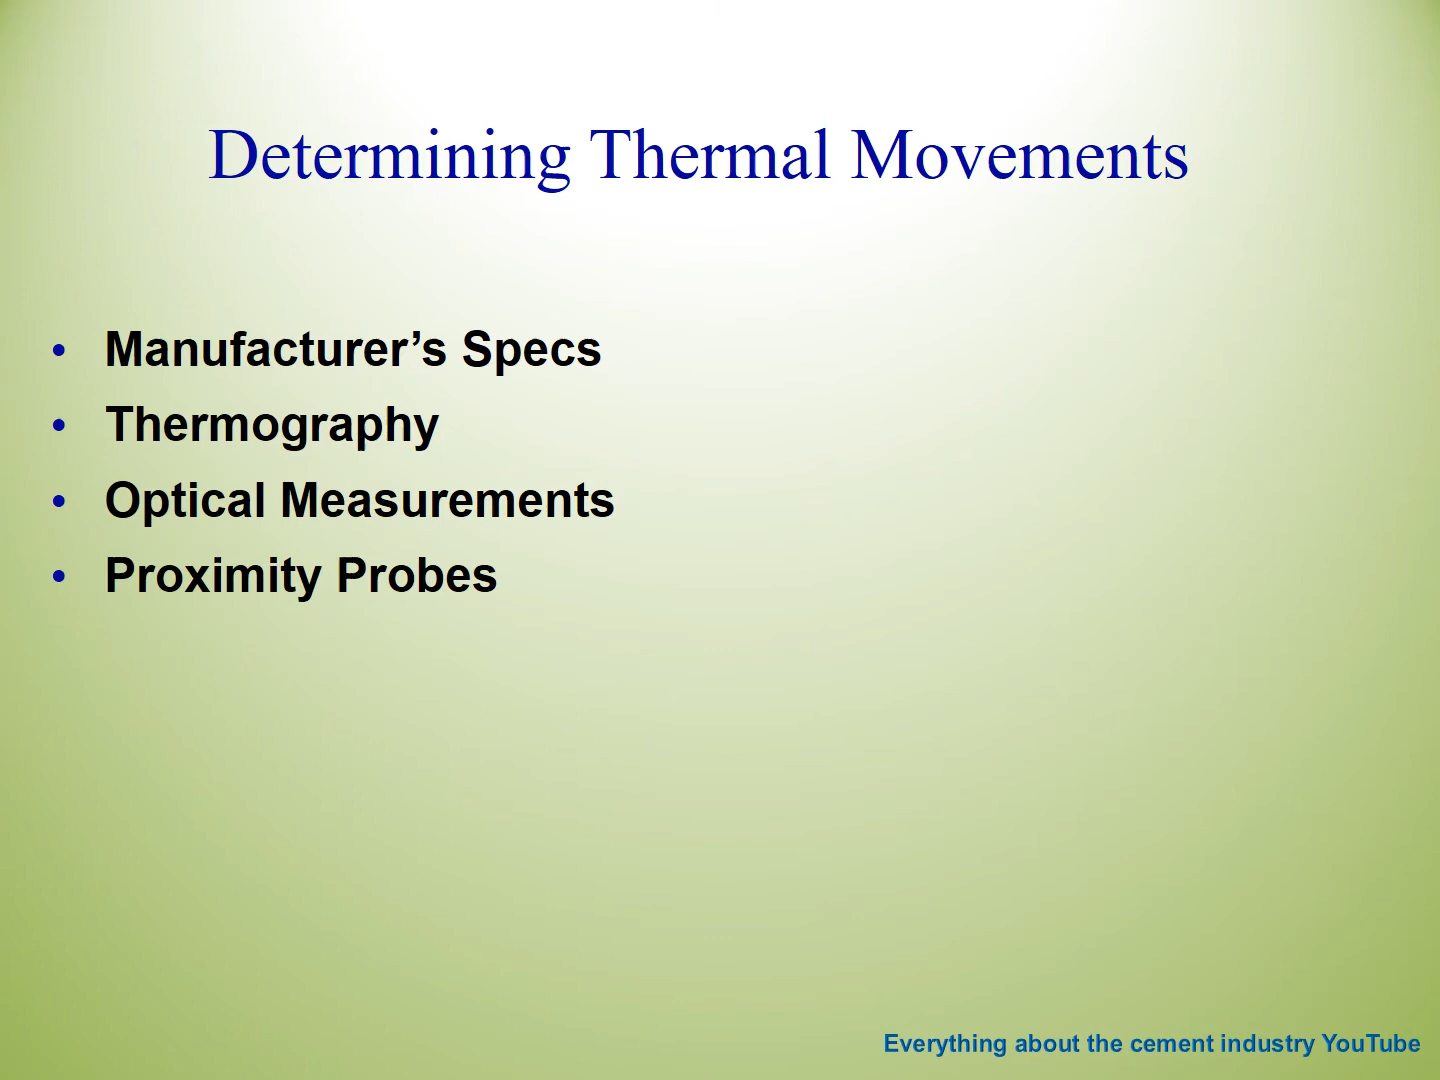 Determining Thermal Movements
• Manufacturer’s Specs
• Thermography
• Optical Measurements
• Proximity Probes
Everything about the cement industry YouTube